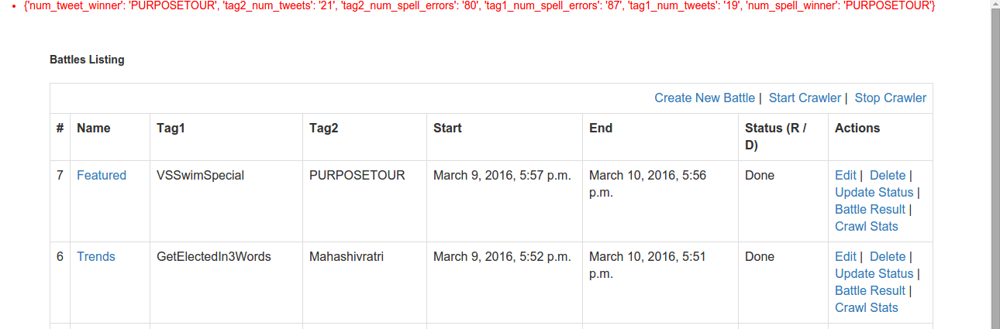 {'num_tweet_winner': 'PURPOSETOUR', 'tag2_num_tweets': '21', 'tag2_num_spell_errors': '80', 'tag1_num_spell_errors': '87', 'tag1_num_tweets': '19', 'num_spell_winner': 'PURPOSETOUR'}
Battles Listing
Create New Battle | Start Crawler | Stop Crawler
# Name Tag1 Tag2 Start End Status (R / D) Actions
7 Featured VSSwimSpecial PURPOSETOUR March 9, 2016, 5:57 p.m. March 10, 2016, 5:56 p.m. Done Edit | Delete |
Update Status |
Battle Result |
Crawl Stats
6 Trends GetElectedIn3Words Mahashivratri March 9, 2016, 5:52 p.m. March 10, 2016, 5:51 p.m. Done Edit | Delete |
Update Status |
Battle Result |
Crawl Stats